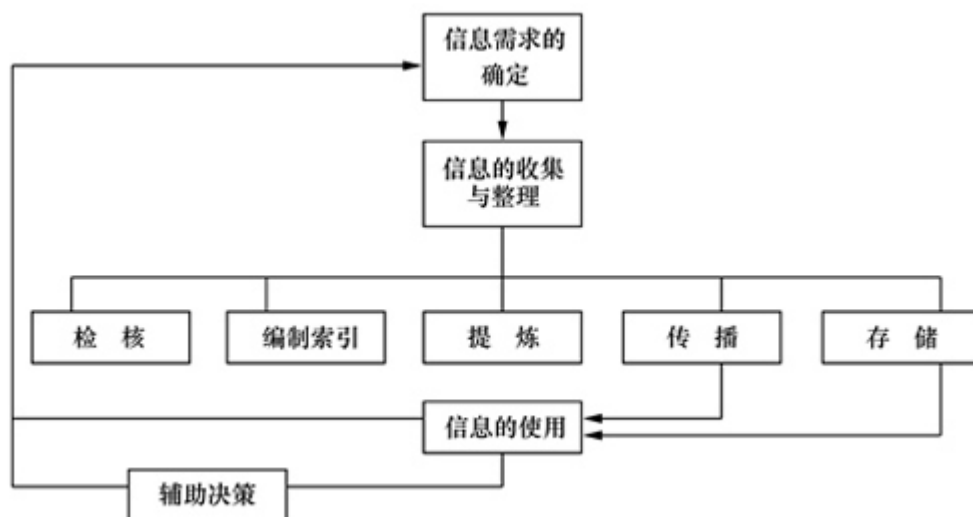 信息需求的
确定
信息的收集
与整理
检 核
编制索引
提 炼
传 播
存 储
信息的使用
辅助决策